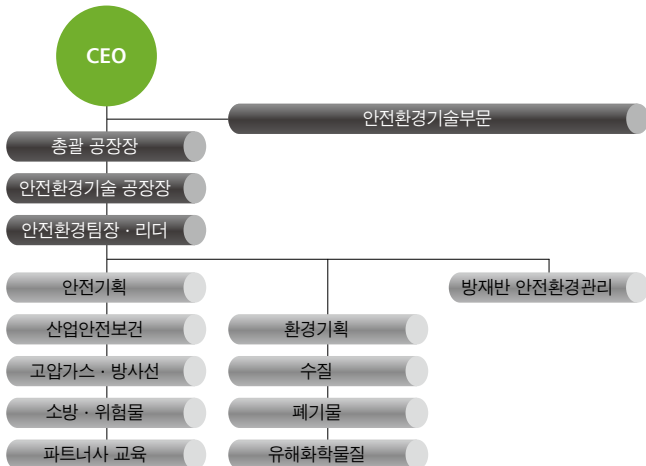 CEO
안전환경기술부문
총괄 공장장
안전환경기술 공장장
안전환경팀장 · 리더
안전기획
방재반 안전환경관리
산업안전보건
환경기획
고압가스 · 방사선
수질
소방 · 위험물
폐기물
파트너사 교육
유해화학물질